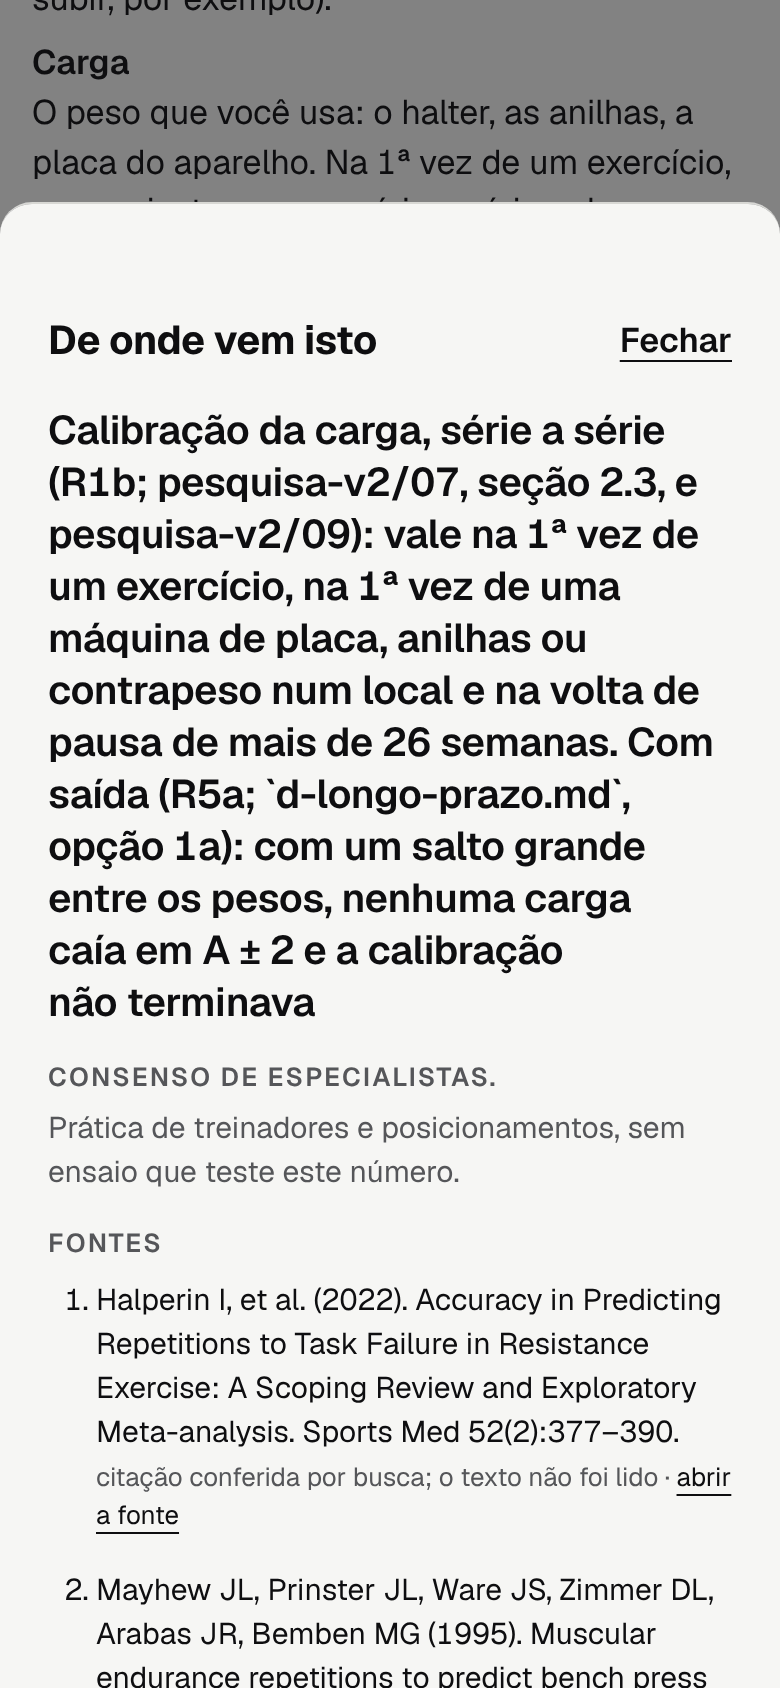 subir, por exemplo).
Carga
O peso que você usa: o halter, as anilhas, a
placa do aparelho. Na 1ª vez de um exercício,
De onde vem isto
Fechar
Calibração da carga, série a série
(R1b; pesquisa-v2/07, seção 2.3, e
pesquisa-v2/09): vale na 1ª vez de
um exercício, na 1ª vez de uma
máquina de placa, anilhas ou
contrapeso num local e na volta de
pausa de mais de 26 semanas. Com
saída (R5a; `d-longo-prazo.md`,
opção 1a): com um salto grande
entre os pesos, nenhuma carga
caía em A ± 2 e a calibração
não terminava
CONSENSO DE ESPECIALISTAS.
Prática de treinadores e posicionamentos, sem
ensaio que teste este número.
FONTES
1. Halperin I, et al. (2022). Accuracy in Predicting
Repetitions to Task Failure in Resistance
Exercise: A Scoping Review and Exploratory
Meta-analysis. Sports Med 52(2):377–390.
citação conferida por busca; o texto não foi lido · abrir
a fonte
2. Mayhew JL, Prinster JL, Ware JS, Zimmer DL,
Arabas JR, Bemben MG (1995). Muscular
endurance repetitions to predict bench press